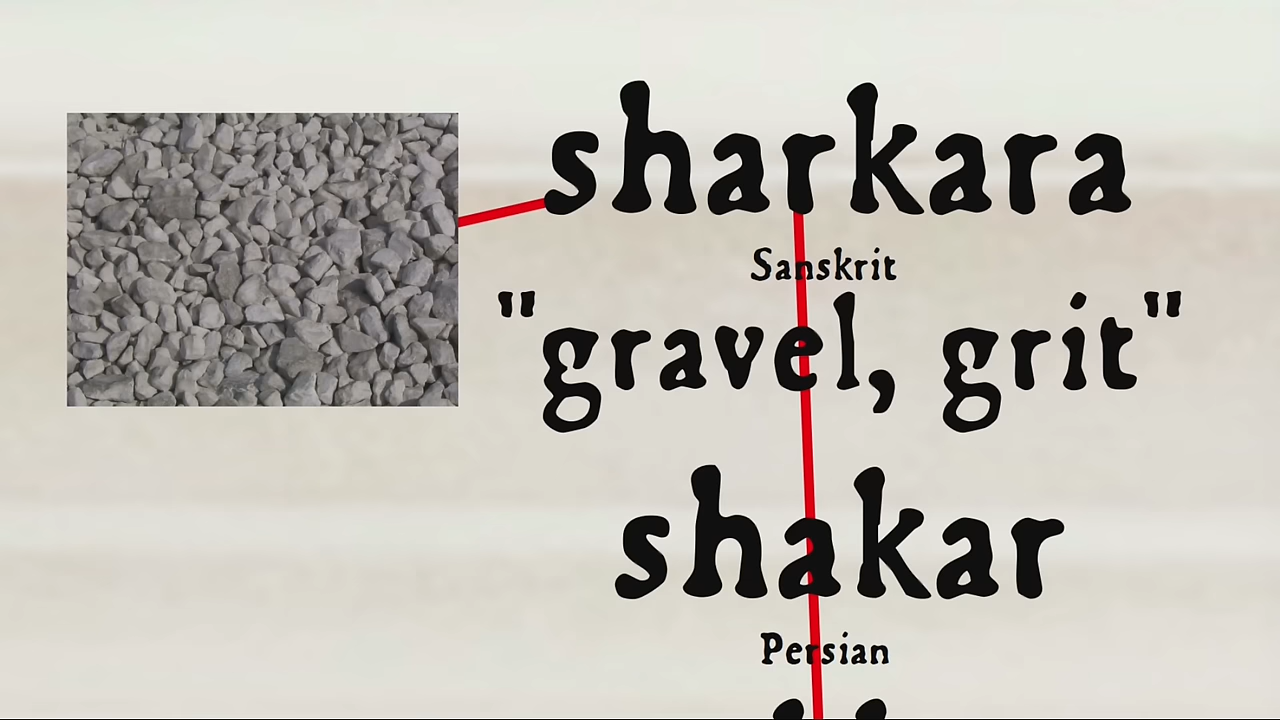 sharkara
Sanskrit
"gravel, grit"
shakar
Persian